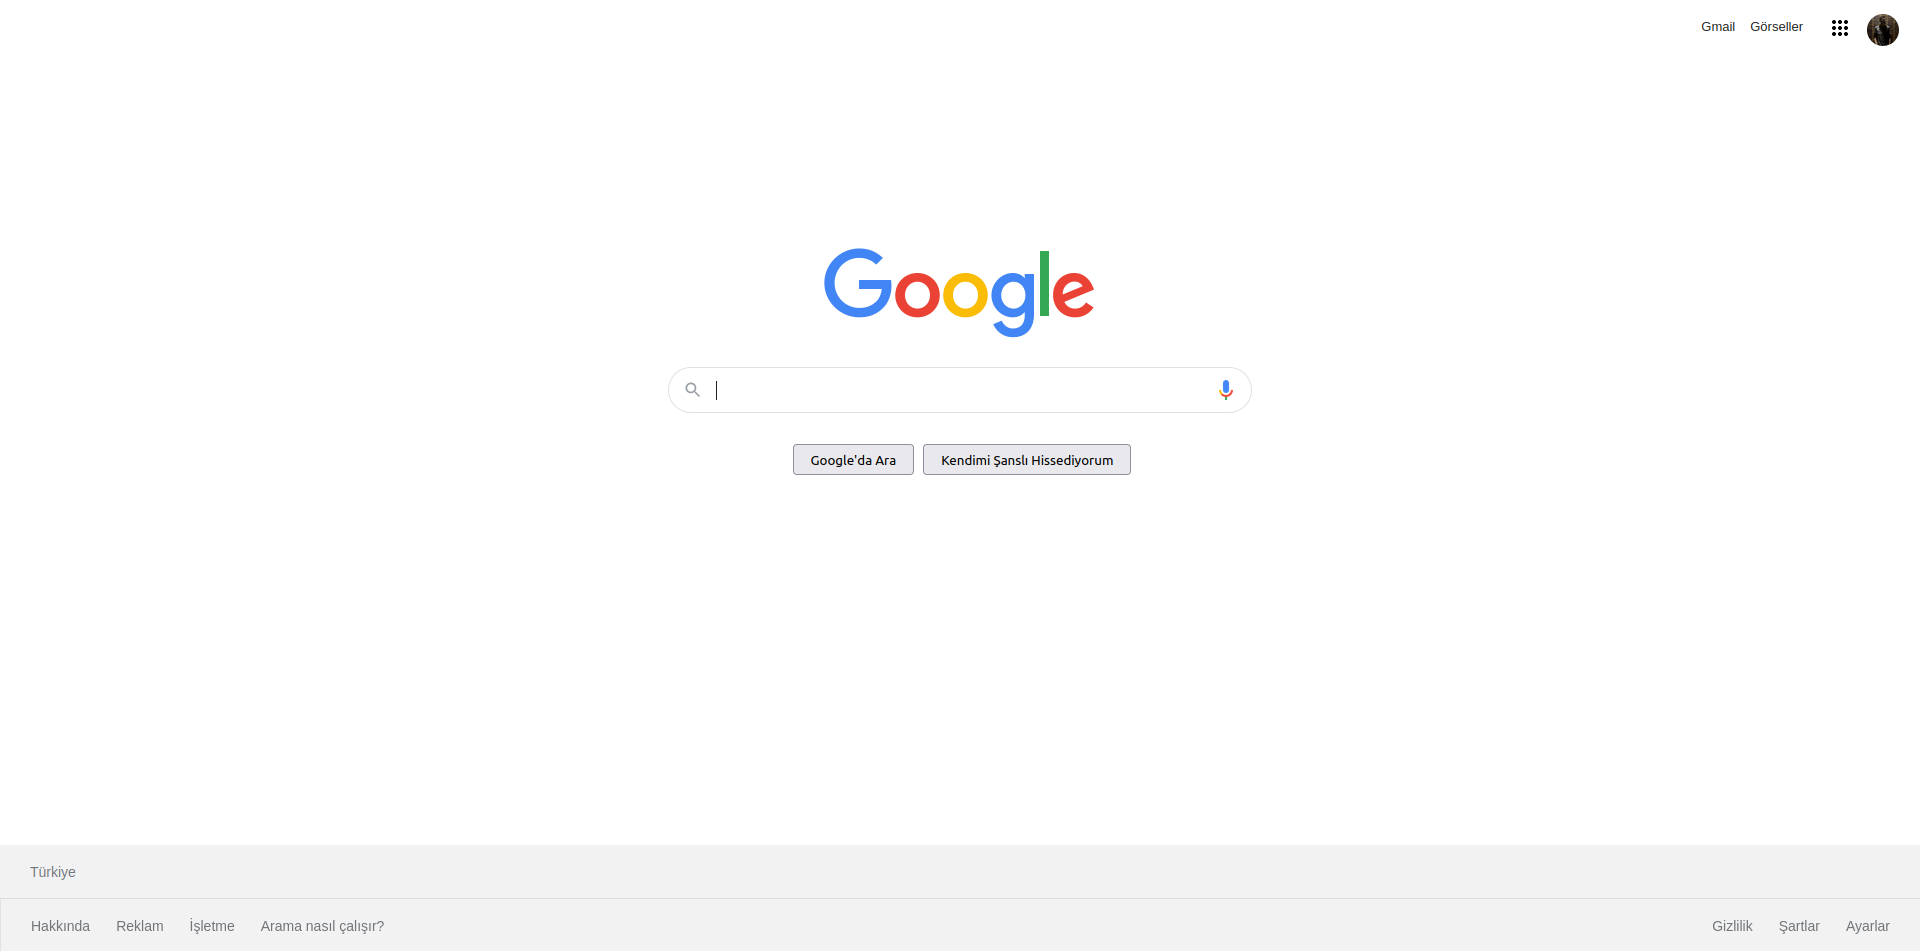 Gmail Görseller
Google
Google'da Ara Kendimi Şanslı Hissediyorum
Türkiye
Hakkında Reklam İşletme Arama nasıl çalışır? Gizlilik Şartlar Ayarlar